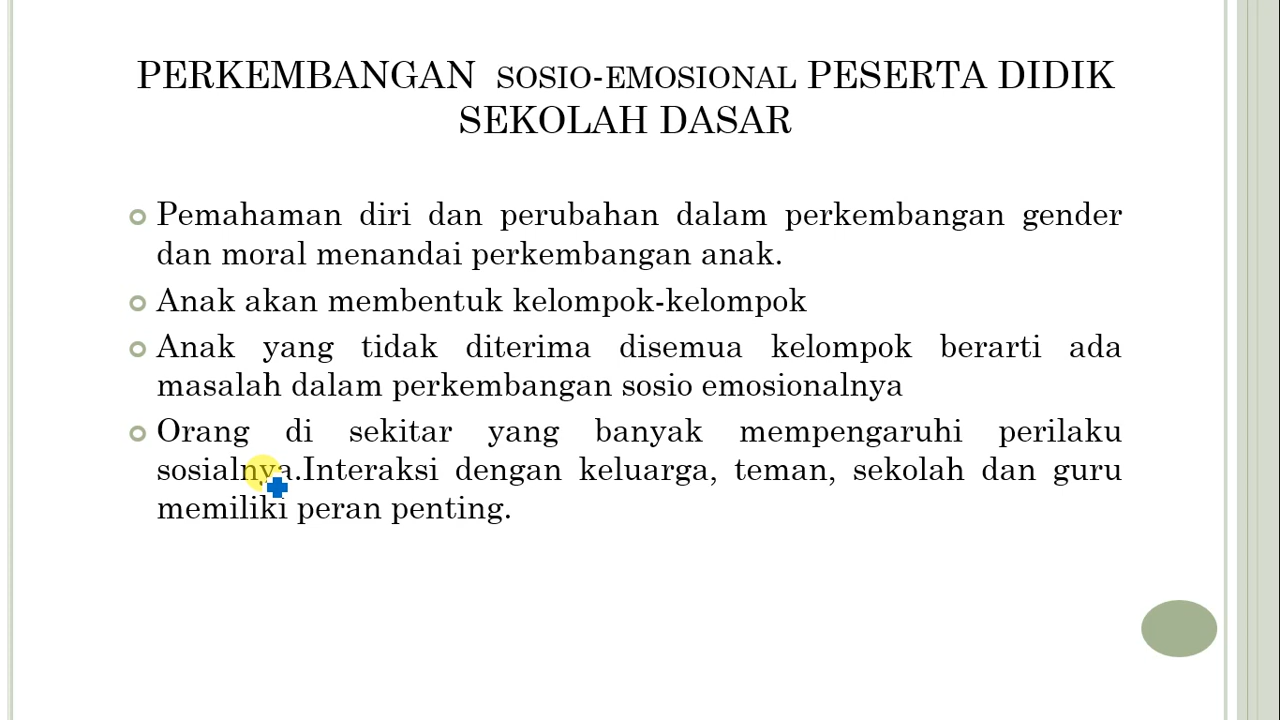 PERKEMBANGAN SOSIO-EMOSIONAL PESERTA DIDIK
SEKOLAH DASAR
Pemahaman diri dan perubahan dalam perkembangan gender
dan moral menandai perkembangan anak.
Anak akan membentuk kelompok-kelompok
Anak yang tidak diterima disemua kelompok berarti ada
masalah dalam perkembangan sosio emosionalnya
Orang di sekitar yang banyak mempengaruhi perilaku
sosialnya.Interaksi dengan keluarga, teman, sekolah dan guru
memiliki peran penting.